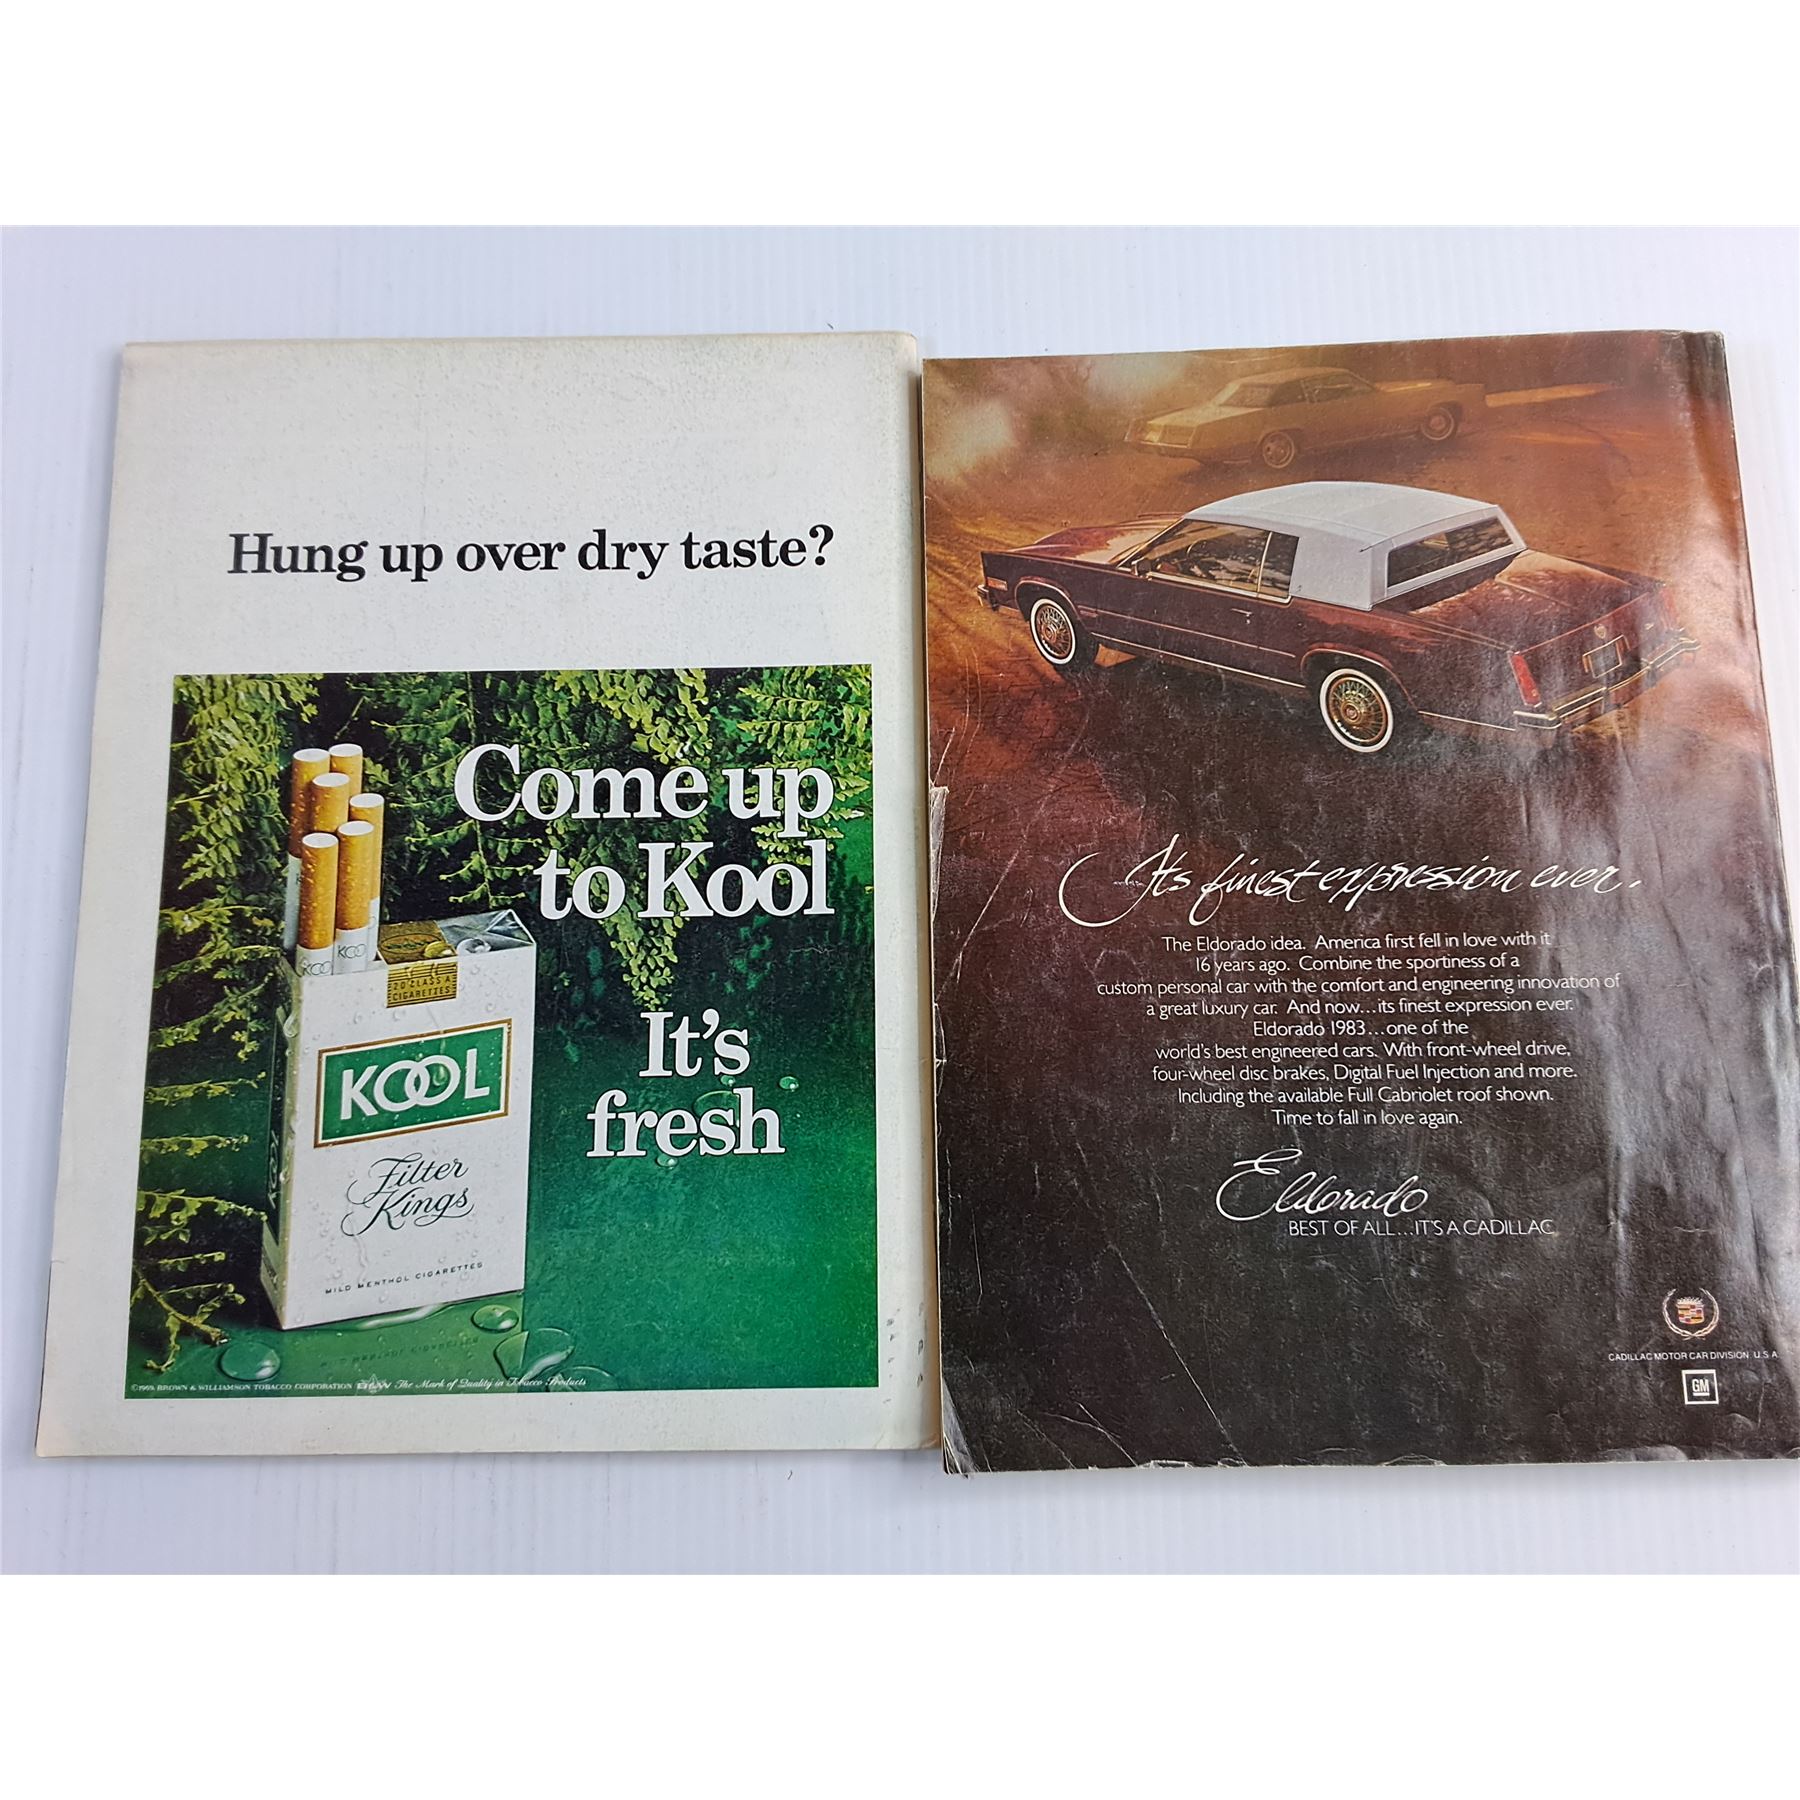 Hung up over dry taste?
Come up
to Kool
It's
fresh
KOOL
KOOL
20 CLASS A
CIGARETTES
KOOL
Filter
Kings
MILD MENTHOL CIGARETTES
©1969, BROWN & WILLIAMSON TOBACCO CORPORATION B&W The Mark of Quality in Tobacco Products
Its finest expression ever.
The Eldorado idea. America first fell in love with it
16 years ago. Combine the sportiness of a
custom personal car with the comfort and engineering innovation of
a great luxury car. And now...its finest expression ever.
Eldorado 1983...one of the
world's best engineered cars. With front-wheel drive,
four-wheel disc brakes, Digital Fuel Injection and more.
Including the available Full Cabriolet roof shown.
Time to fall in love again.
Eldorado
BEST OF ALL...IT'S A CADILLAC.
CADILLAC MOTOR CAR DIVISION U.S.A.
GM